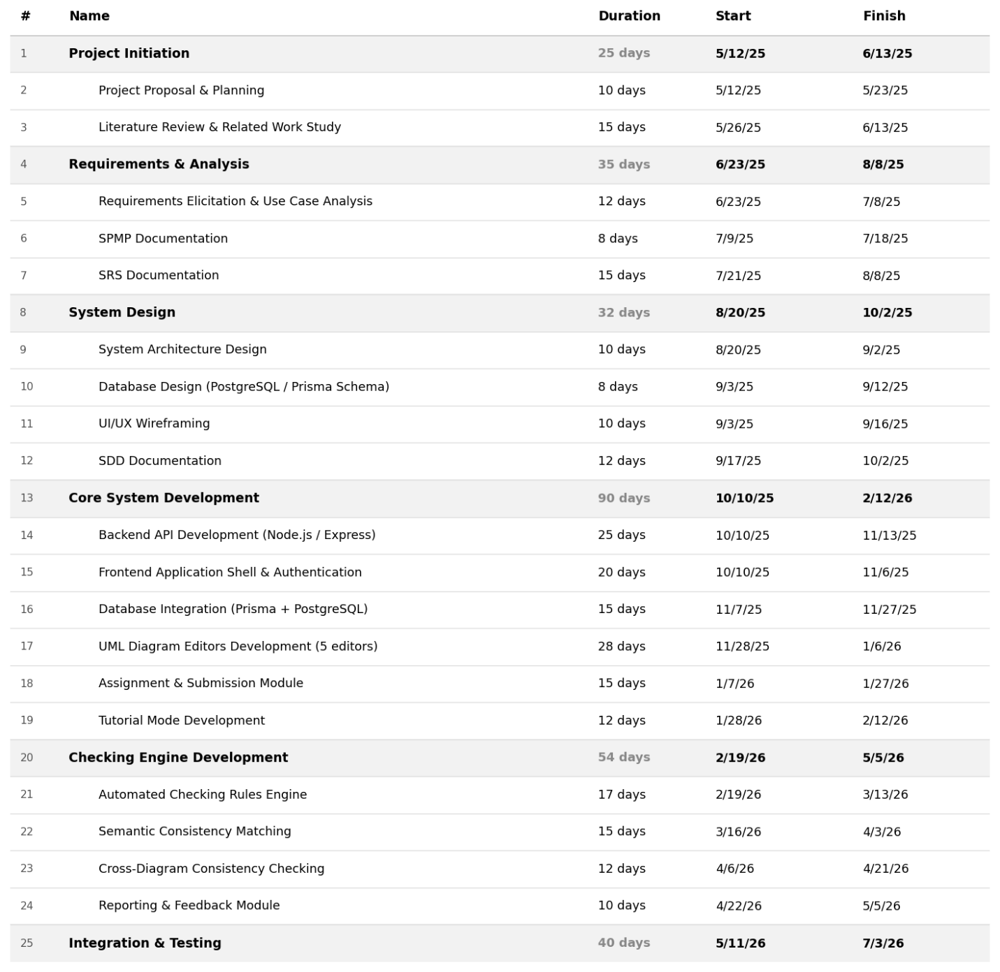 # Name Duration Start Finish
1 Project Initiation 25 days 5/12/25 6/13/25
2 Project Proposal & Planning 10 days 5/12/25 5/23/25
3 Literature Review & Related Work Study 15 days 5/26/25 6/13/25
4 Requirements & Analysis 35 days 6/23/25 8/8/25
5 Requirements Elicitation & Use Case Analysis 12 days 6/23/25 7/8/25
6 SPMP Documentation 8 days 7/9/25 7/18/25
7 SRS Documentation 15 days 7/21/25 8/8/25
8 System Design 32 days 8/20/25 10/2/25
9 System Architecture Design 10 days 8/20/25 9/2/25
10 Database Design (PostgreSQL / Prisma Schema) 8 days 9/3/25 9/12/25
11 UI/UX Wireframing 10 days 9/3/25 9/16/25
12 SDD Documentation 12 days 9/17/25 10/2/25
13 Core System Development 90 days 10/10/25 2/12/26
14 Backend API Development (Node.js / Express) 25 days 10/10/25 11/13/25
15 Frontend Application Shell & Authentication 20 days 10/10/25 11/6/25
16 Database Integration (Prisma + PostgreSQL) 15 days 11/7/25 11/27/25
17 UML Diagram Editors Development (5 editors) 28 days 11/28/25 1/6/26
18 Assignment & Submission Module 15 days 1/7/26 1/27/26
19 Tutorial Mode Development 12 days 1/28/26 2/12/26
20 Checking Engine Development 54 days 2/19/26 5/5/26
21 Automated Checking Rules Engine 17 days 2/19/26 3/13/26
22 Semantic Consistency Matching 15 days 3/16/26 4/3/26
23 Cross-Diagram Consistency Checking 12 days 4/6/26 4/21/26
24 Reporting & Feedback Module 10 days 4/22/26 5/5/26
25 Integration & Testing 40 days 5/11/26 7/3/26